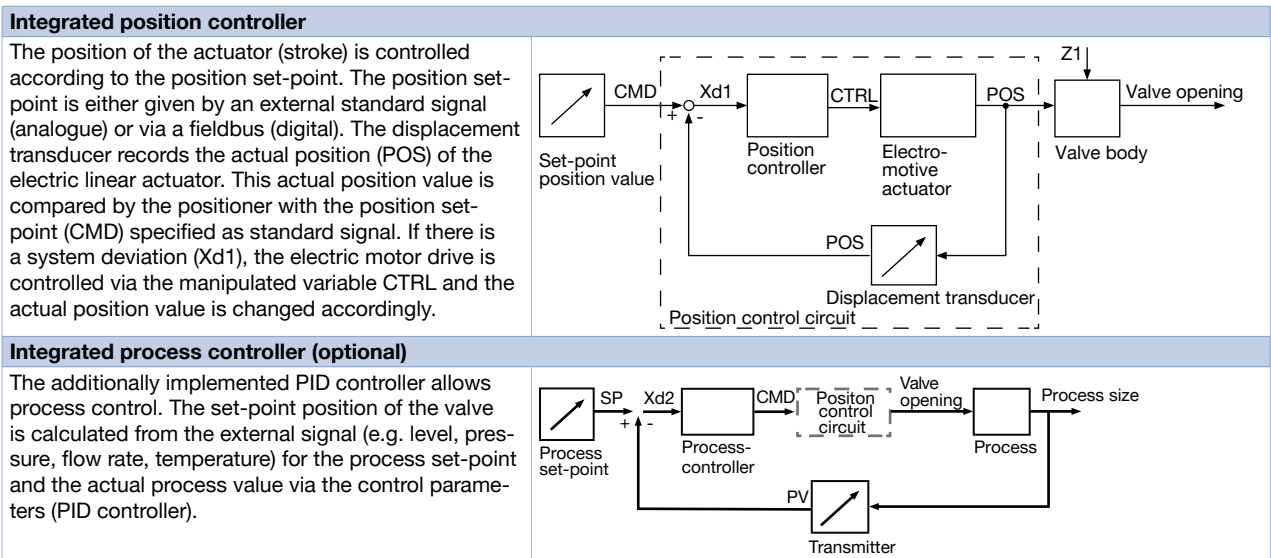 Integrated position controller
The position of the actuator (stroke) is controlled
according to the position set-point. The position set-
point is either given by an external standard signal
(analogue) or via a fieldbus (digital). The displacement
transducer records the actual position (POS) of the
electric linear actuator. This actual position value is
compared by the positioner with the position set-
point (CMD) specified as standard signal. If there is
a system deviation (Xd1), the electric motor drive is
controlled via the manipulated variable CTRL and the
actual position value is changed accordingly.
Z1
CMD
Xd1
CTRL
POS
Valve opening
+
-
Set-point
position value
Position
controller
Electro-
motive
actuator
Valve body
POS
Displacement transducer
Position control circuit
Integrated process controller (optional)
The additionally implemented PID controller allows
process control. The set-point position of the valve
is calculated from the external signal (e.g. level, pres-
sure, flow rate, temperature) for the process set-point
and the actual process value via the control parame-
ters (PID controller).
SP
Xd2
CMD
Positon
control
circuit
Valve
opening
Process size
+
-
Process
set-point
Process-
controller
Process
PV
Transmitter